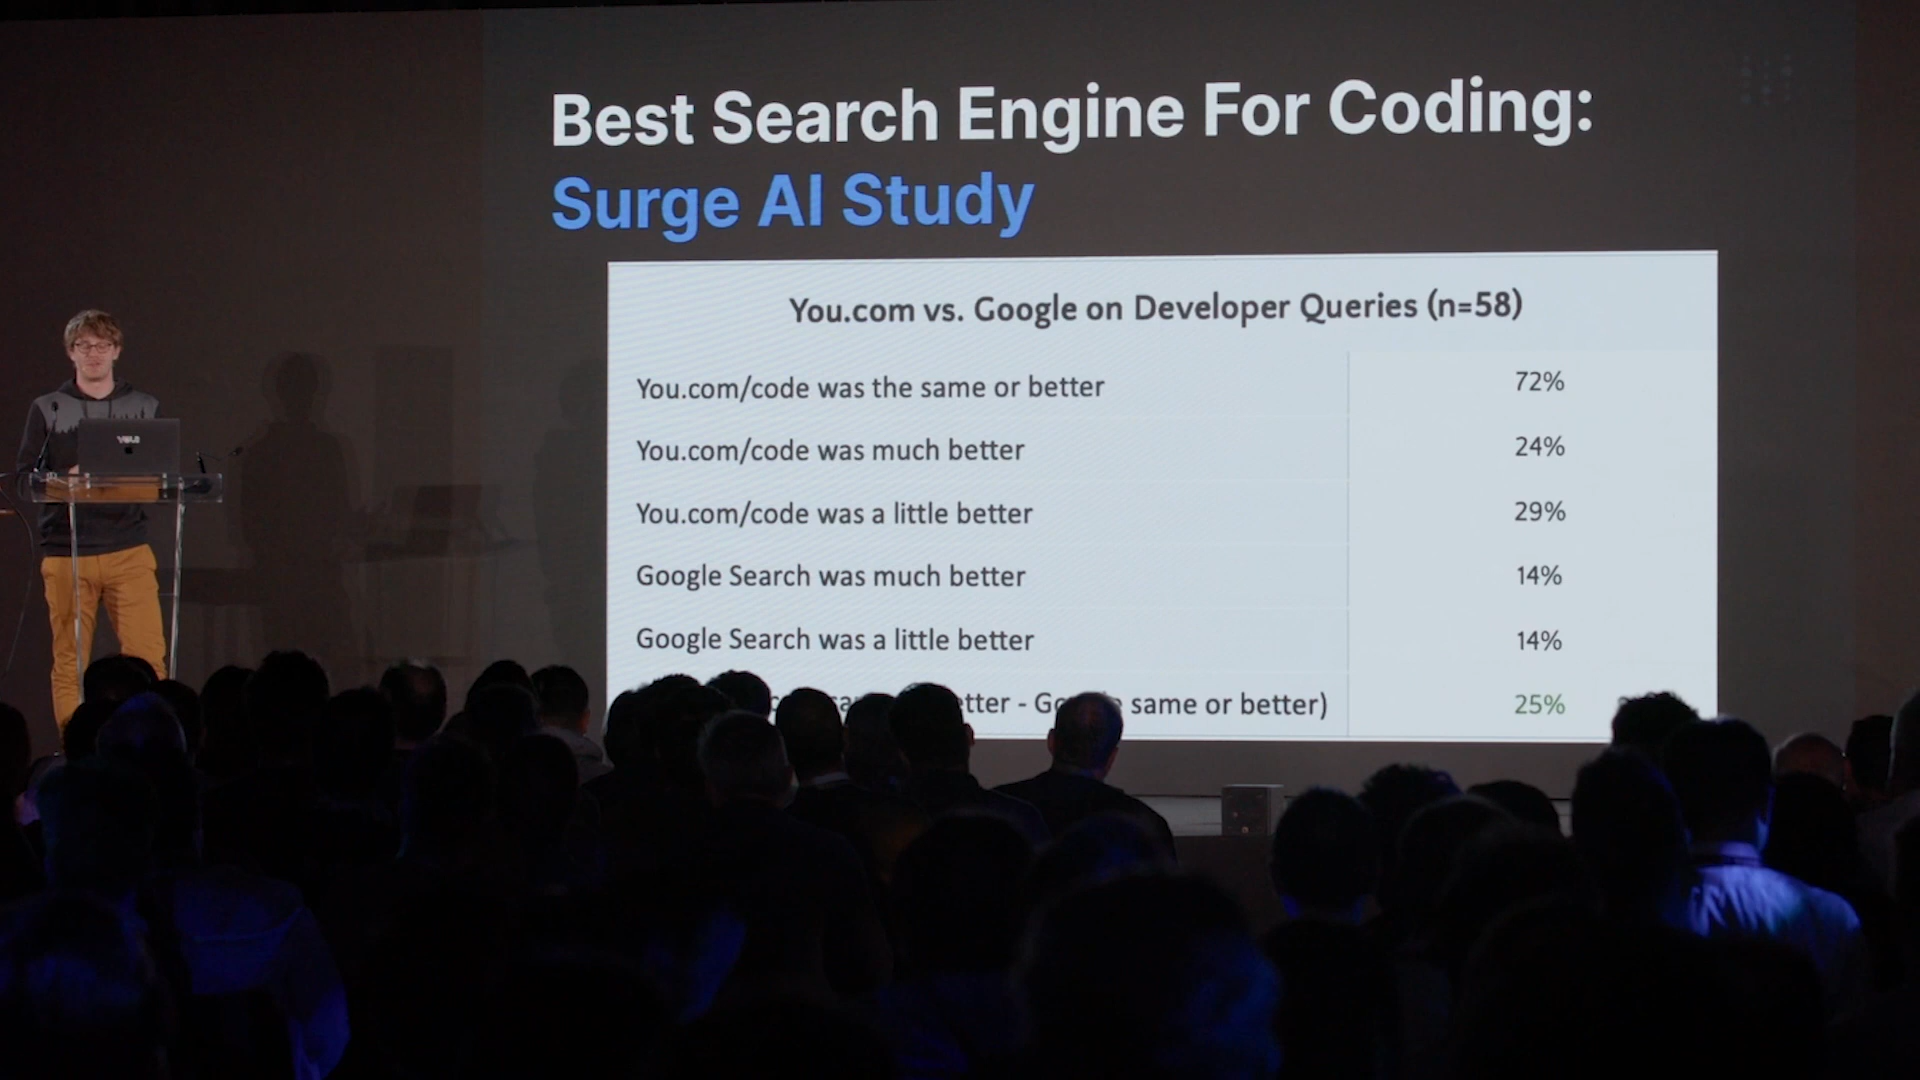 Best Search Engine For Coding:
Surge AI Study
You.com vs. Google on Developer Queries (n=58)
You.com/code was the same or better 72%
You.com/code was much better 24%
You.com/code was a little better 29%
Google Search was much better 14%
Google Search was a little better 14%
same or better) 25%